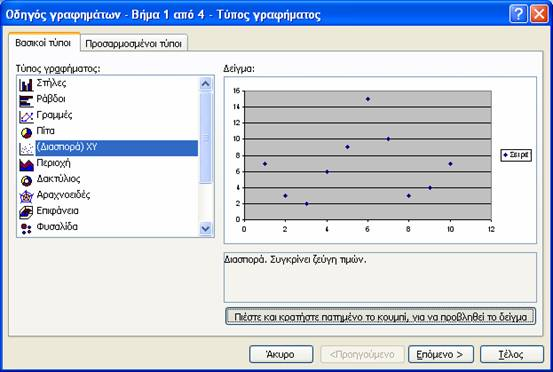 Οδηγός γραφημάτων - Βήμα 1 από 4 - Τύπος γραφήματος
Βασικοί τύποι Προσαρμοσμένοι τύποι
Τύπος γραφήματος:
Στήλες
Ράβδοι
Γραμμές
Πίτα
(Διασπορά) XY
Περιοχή
Δακτύλιος
Αραχνοειδές
Επιφάνεια
Φυσαλίδα
Δείγμα:
16
14
12
10
8
6
4
2
0
0 2 4 6 8 10 12
Σειρά1
Διασπορά. Συγκρίνει ζεύγη τιμών.
Πιέστε και κρατήστε πατημένο το κουμπί, για να προβληθεί το δείγμα
Άκυρο <Προηγούμενο Επόμενο > Τέλος